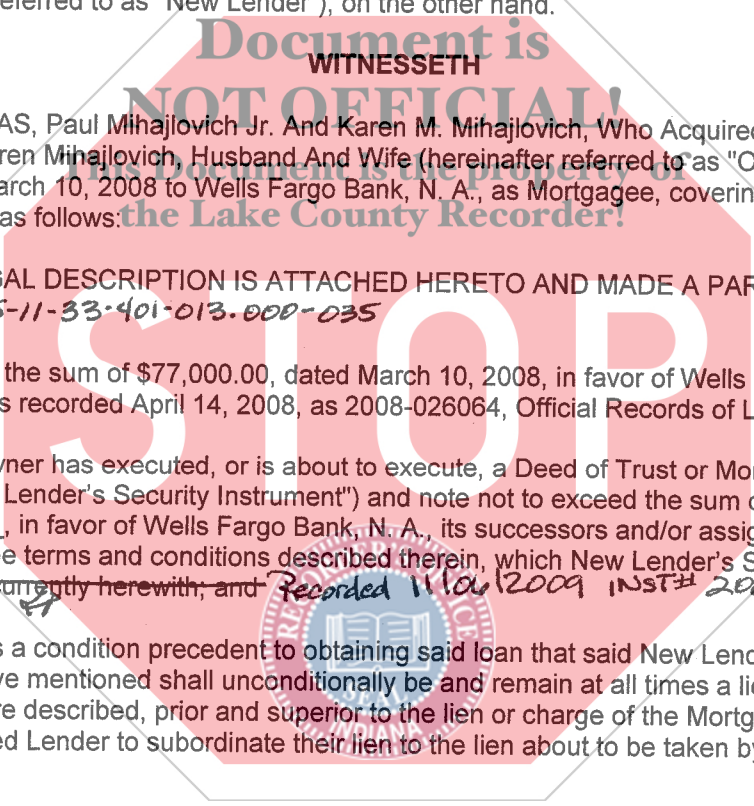 eferred to as "New Lender"), on the other hand.
Document is
WITNESSETH
NOT OFFICIAL!
AS, Paul Mihajlovich Jr. And Karen M. Mihajlovich, Who Acquired
ren Mihajlovich, Husband And Wife (hereinafter referred to as "O
This Document is the property of
arch 10, 2008 to Wells Fargo Bank, N. A., as Mortgagee, coverin
as follows:
the Lake County Recorder!
GAL DESCRIPTION IS ATTACHED HERETO AND MADE A PAR
5-11-33-401-013.000-035
STOP
the sum of $77,000.00, dated March 10, 2008, in favor of Wells
s recorded April 14, 2008, as 2008-026064, Official Records of L
wner has executed, or is about to execute, a Deed of Trust or Mo
Lender's Security Instrument") and note not to exceed the sum o
, in favor of Wells Fargo Bank, N. A., its successors and/or assig
e terms and conditions described therein, which New Lender's S
urrently herewith; and Recorded 11/06/2009 INST# 20
s a condition precedent to obtaining said loan that said New Lend
ve mentioned shall unconditionally be and remain at all times a lie
re described, prior and superior to the lien or charge of the Mortg
ed Lender to subordinate their lien to the lien about to be taken by
SEAL
INDIANA